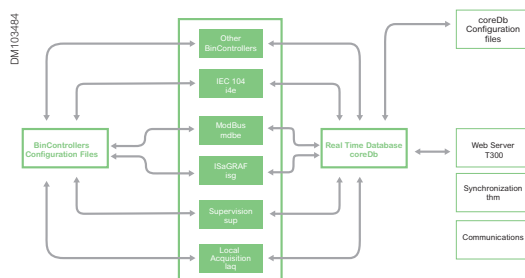 DM103484
Other
BinControllers
IEC 104
i4e
ModBus
mdbe
ISaGRAF
isg
Supervision
sup
Local
Acquisition
laq
BinControllers
Configuration Files
Real Time Database
coreDb
coreDb
Configuration
files
Web Server
T300
Synchronization
thm
Communications